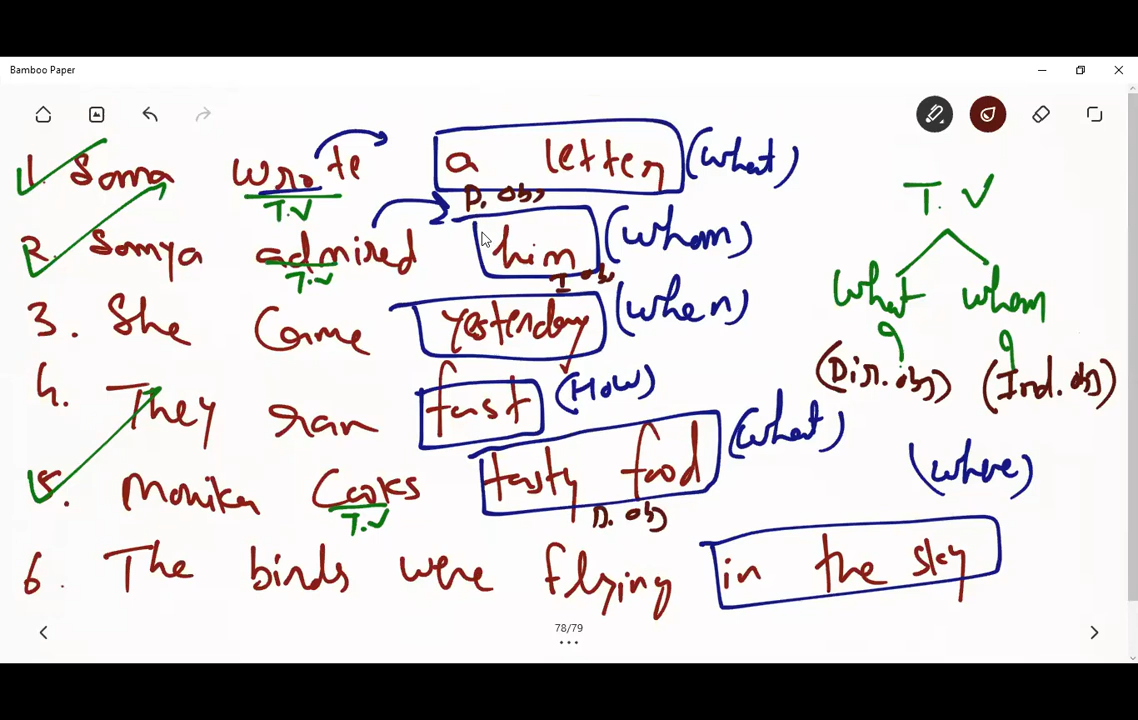 Bamboo Paper
1. Soma wrote a letter (what)
T.V D. obj
2. Somya admired him (whom)
T.V I obj
3. She Came yesterday (when)
4. They ran fast (How)
5. Monika Cooks tasty food (what)
T.V D. obj
6. The birds were flying in the sky
(where)
T. V
what whom
(Dir. obj) (Ind. obj)
78/79